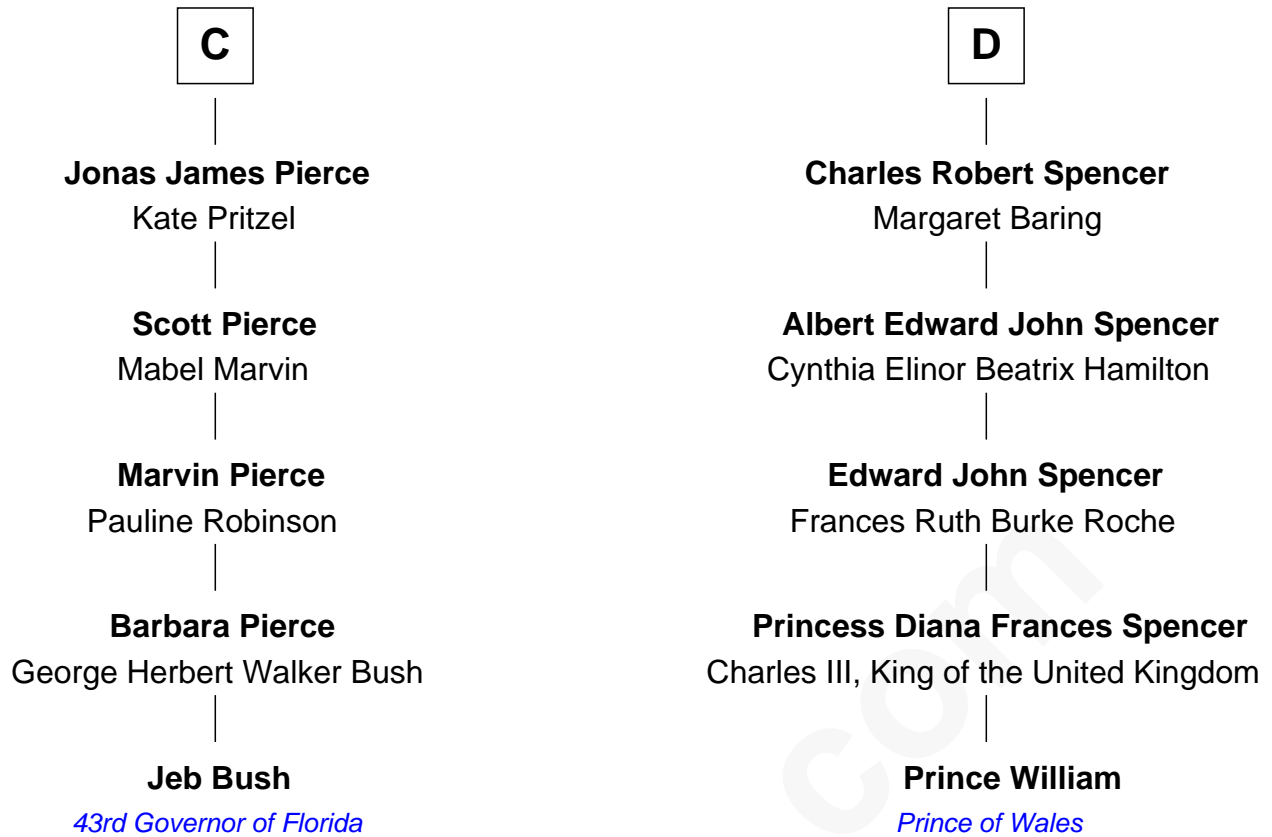 C
Jonas James Pierce
Kate Pritzel
Scott Pierce
Mabel Marvin
Marvin Pierce
Pauline Robinson
Barbara Pierce
George Herbert Walker Bush
Jeb Bush
43rd Governor of Florida
D
Charles Robert Spencer
Margaret Baring
Albert Edward John Spencer
Cynthia Elinor Beatrix Hamilton
Edward John Spencer
Frances Ruth Burke Roche
Princess Diana Frances Spencer
Charles III, King of the United Kingdom
Prince William
Prince of Wales
com